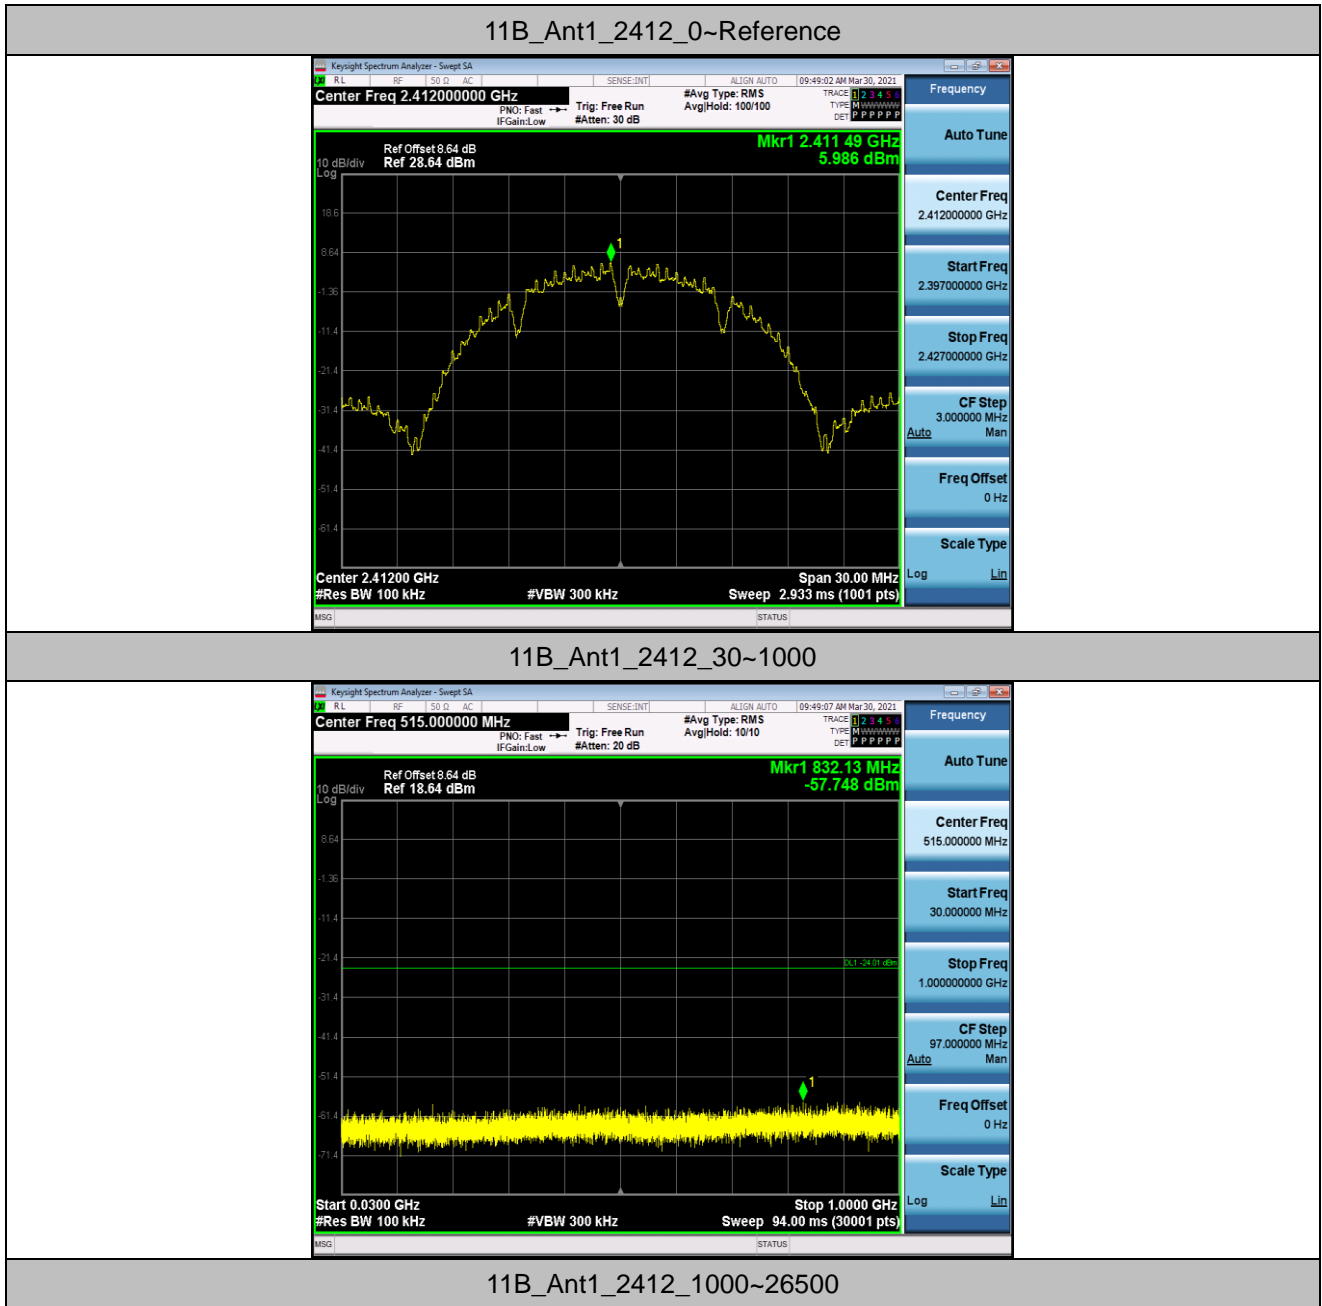 11B_Ant1_2412_0~Reference
Keysight Spectrum Analyzer - Swept SA
RL RF 50 Ω AC SENSE:INT ALIGN AUTO 09:49:02 AM Mar 30, 2021
Center Freq 2.412000000 GHz
PNO: Fast
IFGain:Low
Trig: Free Run
#Atten: 30 dB
#Avg Type: RMS
Avg|Hold: 100/100
TRACE 1 2 3 4 5 6
TYPE M WWWWW
DET P P P P P P
Mkr1 2.411 49 GHz
5.986 dBm
Ref Offset 8.64 dB
10 dB/div Ref 28.64 dBm
Log
18.6
8.64
-1.36
-11.4
-21.4
-31.4
-41.4
-51.4
-61.4
1
Center 2.41200 GHz Span 30.00 MHz
#Res BW 100 kHz #VBW 300 kHz Sweep 2.933 ms (1001 pts)
MSG STATUS
Frequency
Auto Tune
Center Freq
2.412000000 GHz
Start Freq
2.397000000 GHz
Stop Freq
2.427000000 GHz
CF Step
3.000000 MHz
Auto Man
Freq Offset
0 Hz
Scale Type
Log Lin
11B_Ant1_2412_30~1000
Keysight Spectrum Analyzer - Swept SA
RL RF 50 Ω AC SENSE:INT ALIGN AUTO 09:49:07 AM Mar 30, 2021
Center Freq 515.000000 MHz
PNO: Fast
IFGain:Low
Trig: Free Run
#Atten: 20 dB
#Avg Type: RMS
Avg|Hold: 10/10
TRACE 1 2 3 4 5 6
TYPE M WWWWW
DET P P P P P P
Mkr1 832.13 MHz
-57.748 dBm
Ref Offset 8.64 dB
10 dB/div Ref 18.64 dBm
Log
8.64
-1.36
-11.4
-21.4
-31.4
-41.4
-51.4
-61.4
-71.4
DL1 -24.01 dBm
1
Start 0.0300 GHz Stop 1.0000 GHz
#Res BW 100 kHz #VBW 300 kHz Sweep 94.00 ms (30001 pts)
MSG STATUS
Frequency
Auto Tune
Center Freq
515.000000 MHz
Start Freq
30.000000 MHz
Stop Freq
1.000000000 GHz
CF Step
97.000000 MHz
Auto Man
Freq Offset
0 Hz
Scale Type
Log Lin
11B_Ant1_2412_1000~26500